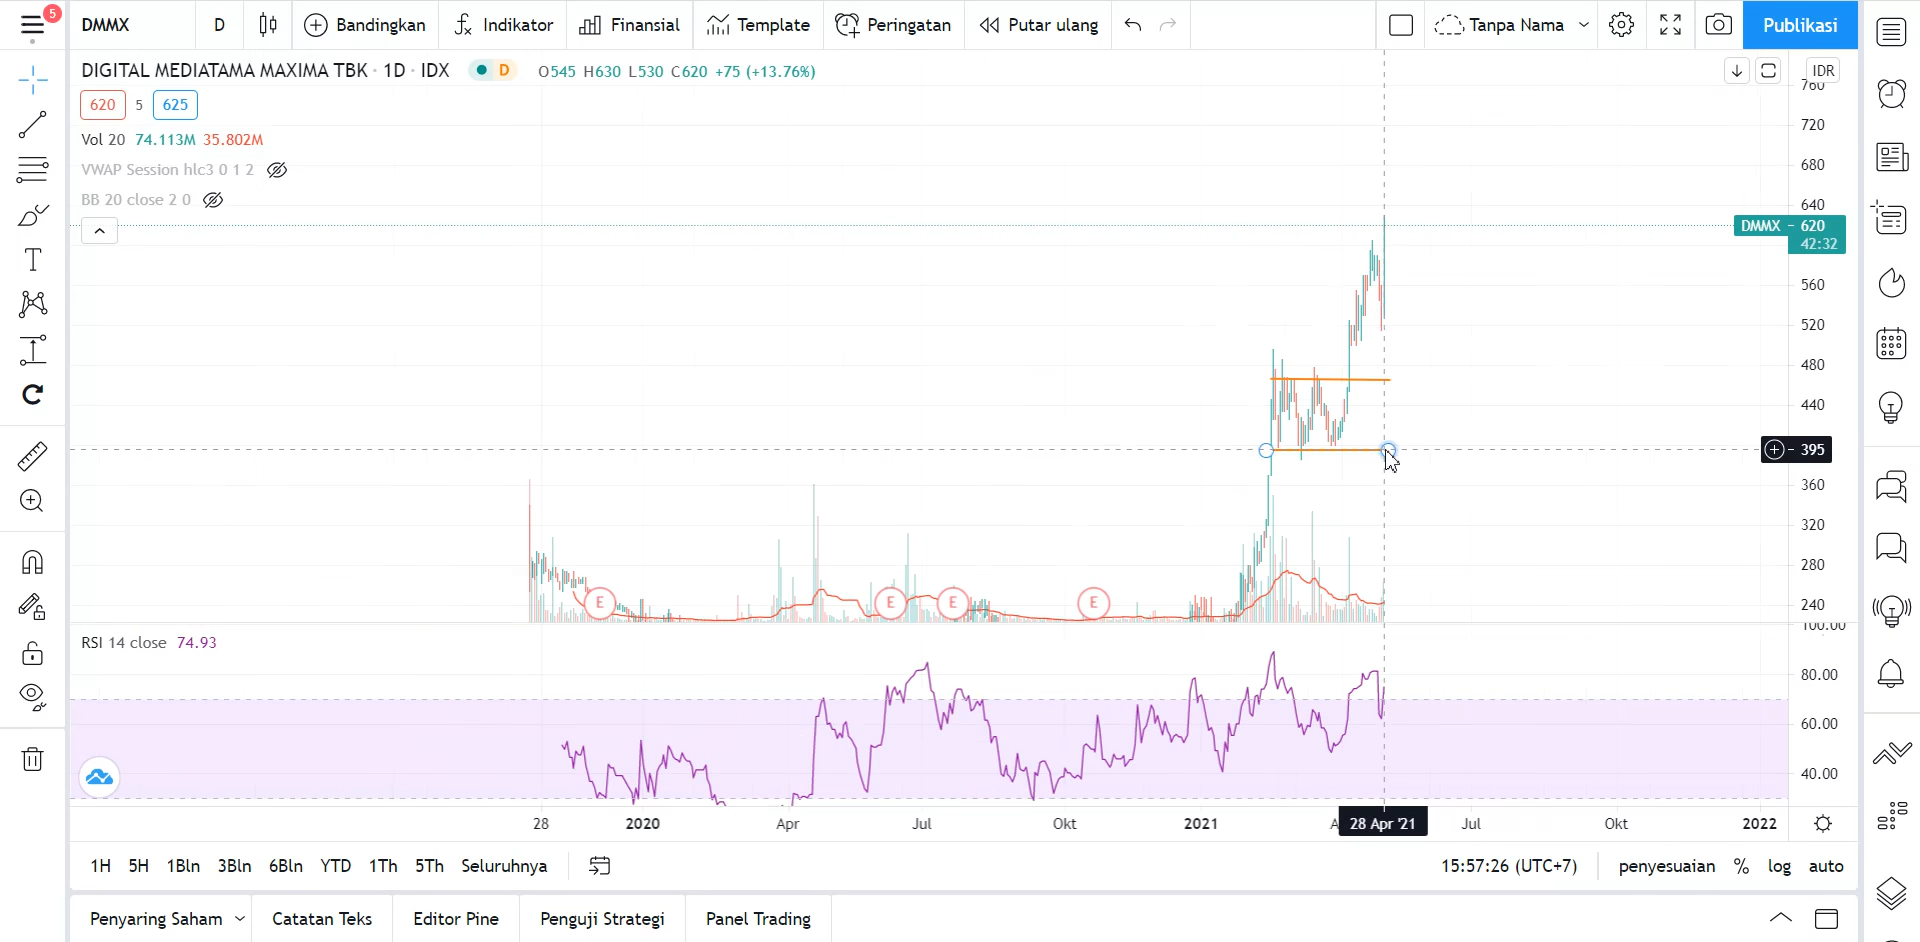 5
DMMX D Bandingkan Indikator Finansial Template Peringatan Putar ulang Tanpa Nama Publikasi
DIGITAL MEDIATAMA MAXIMA TBK · 1D · IDX D O545 H630 L530 C620 +75 (+13.76%) IDR
620 5 625
Vol 20 74.113M 35.802M
VWAP Session hlc3 0 1 2
BB 20 close 2 0
760
720
680
640
DMMX 620
42:32
560
520
480
440
395
360
320
280
240
E E E E
100.00
RSI 14 close 74.93
80.00
60.00
40.00
28 2020 Apr Jul Okt 2021 A 28 Apr '21 Jul Okt 2022
1H 5H 1Bln 3Bln 6Bln YTD 1Th 5Th Seluruhnya 15:57:26 (UTC+7) penyesuaian % log auto
Penyaring Saham Catatan Teks Editor Pine Penguji Strategi Panel Trading